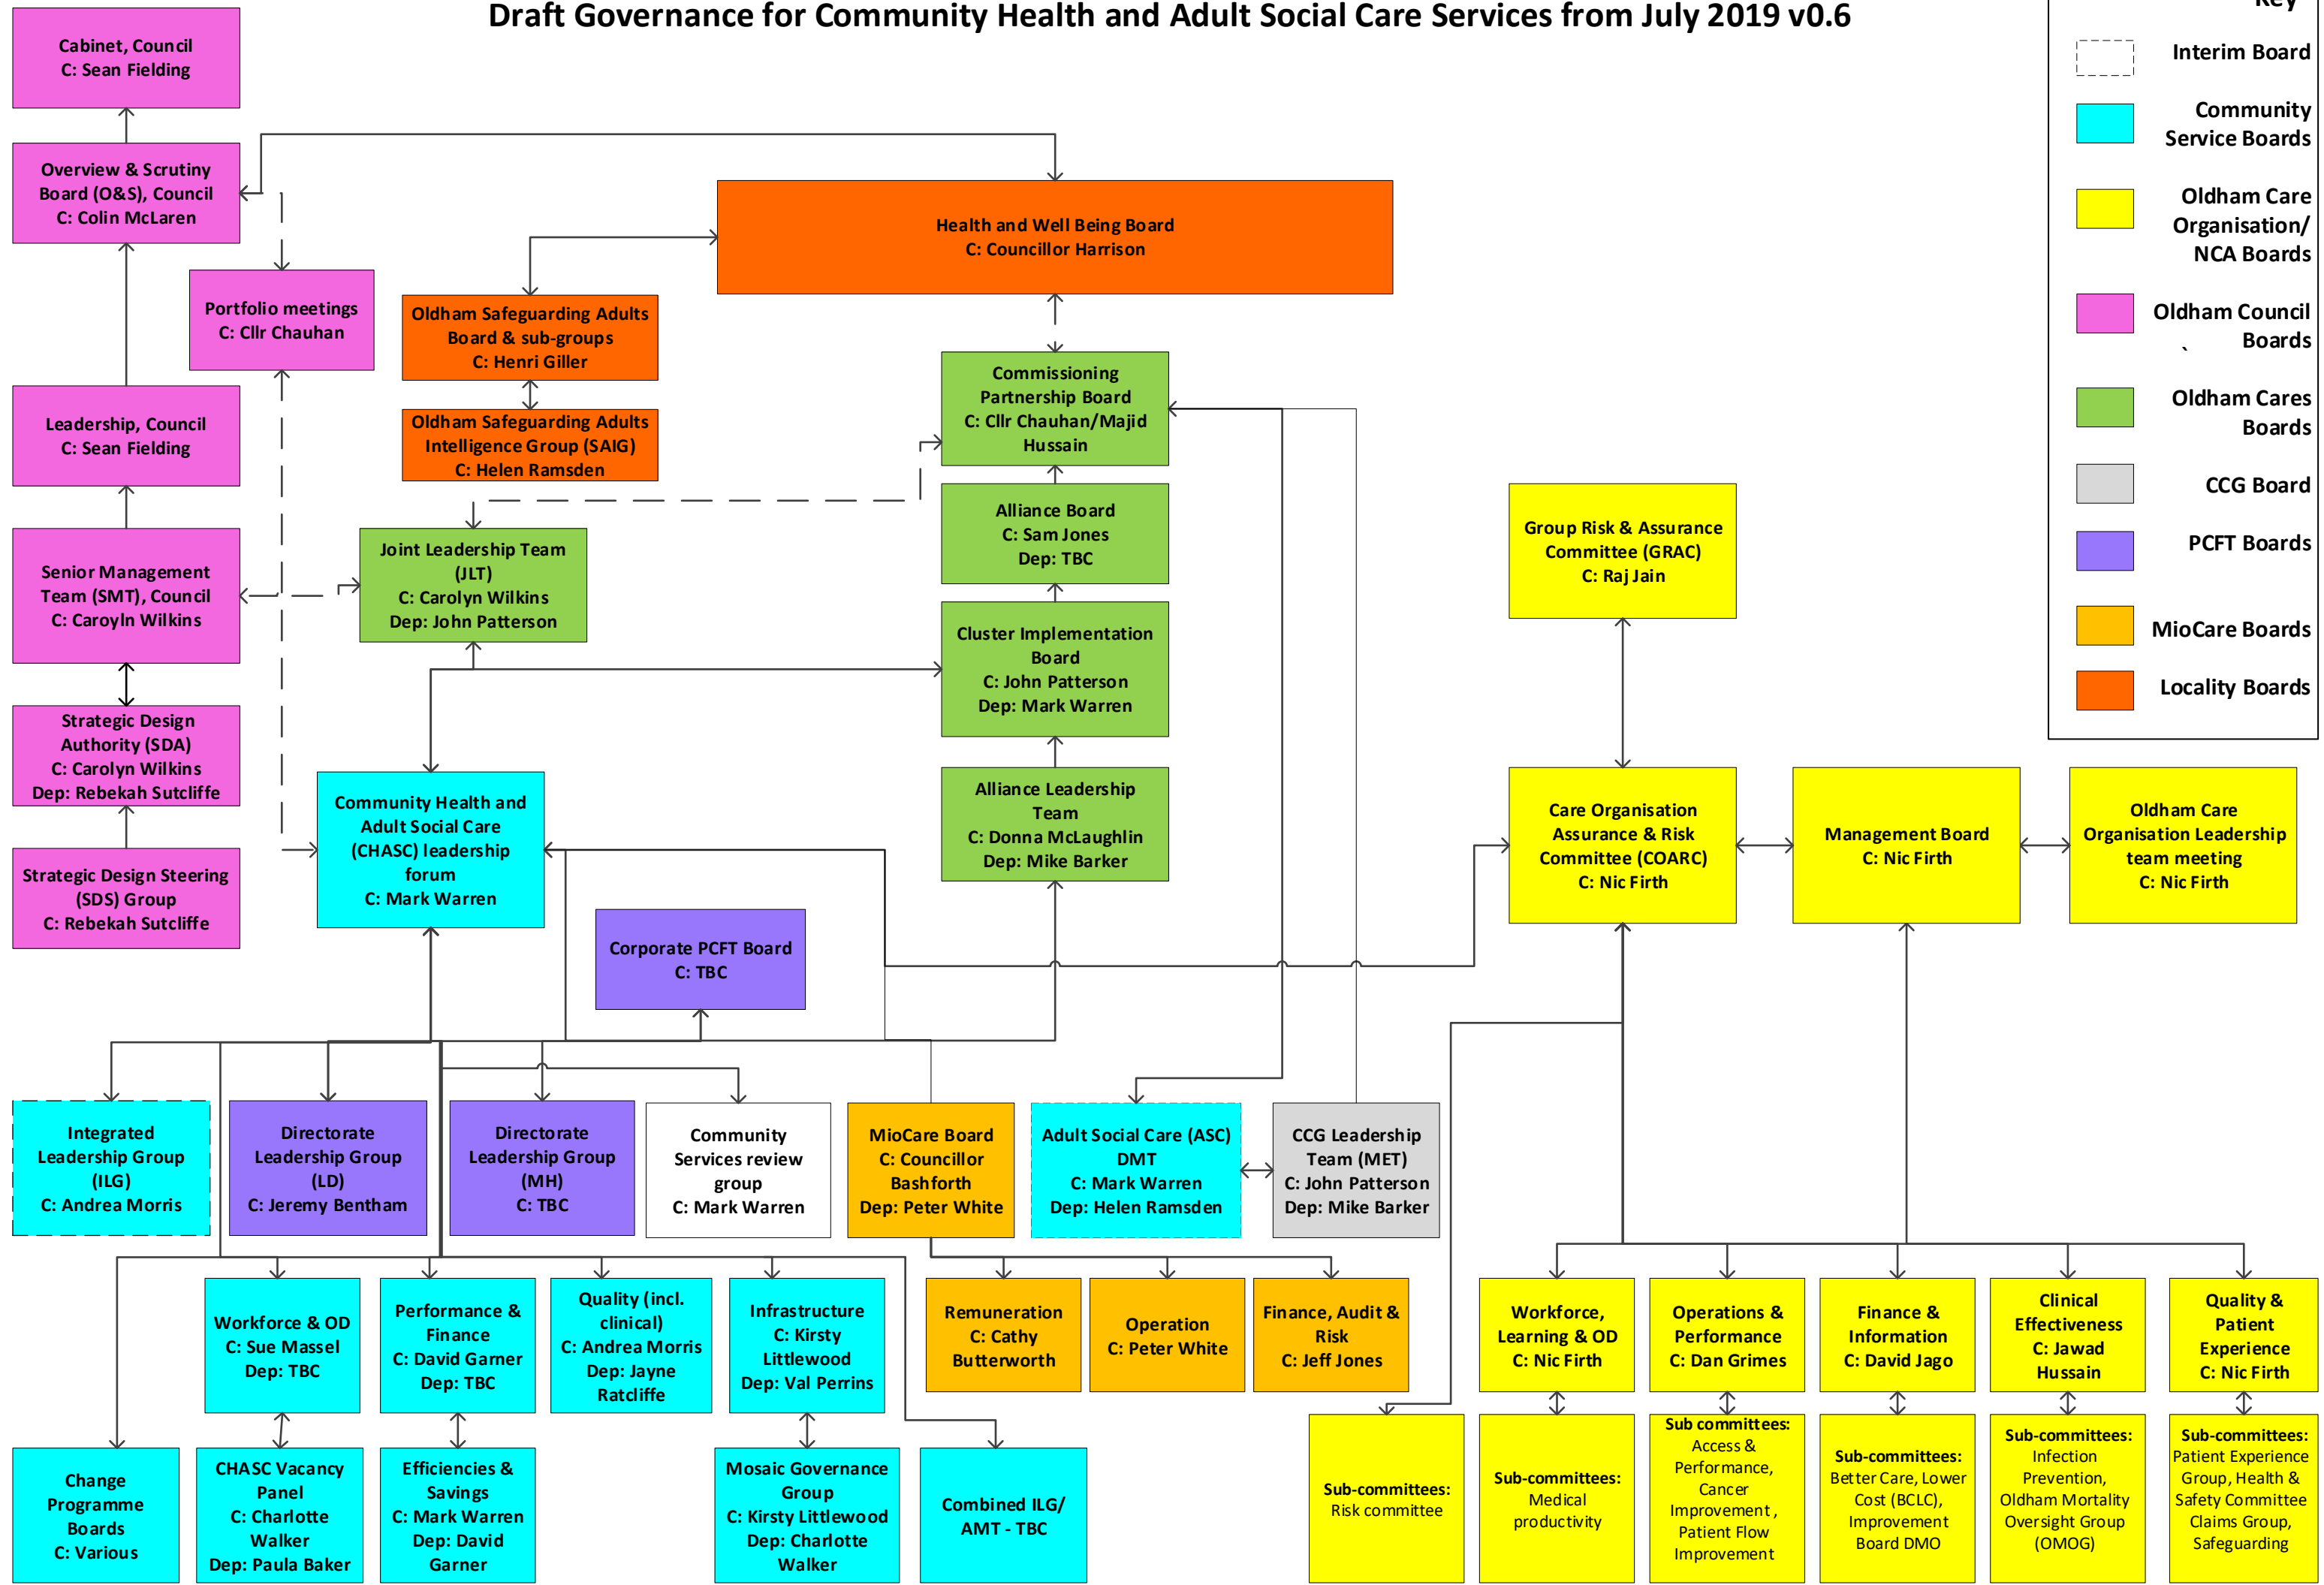 Draft Governance for Community Health and Adult Social Care Services from July 2019 v0.6
Key
Interim Board
Community
Service Boards
Oldham Care
Organisation/
NCA Boards
Oldham Council
Boards
`
Oldham Cares
Boards
CCG Board
PCFT Boards
MioCare Boards
Locality Boards
Cabinet, Council
C: Sean Fielding
Overview & Scrutiny
Board (O&S), Council
C: Colin McLaren
Portfolio meetings
C: Cllr Chauhan
Leadership, Council
C: Sean Fielding
Senior Management
Team (SMT), Council
C: Caroyln Wilkins
Strategic Design
Authority (SDA)
C: Carolyn Wilkins
Dep: Rebekah Sutcliffe
Strategic Design Steering
(SDS) Group
C: Rebekah Sutcliffe
Health and Well Being Board
C: Councillor Harrison
Oldham Safeguarding Adults
Board & sub-groups
C: Henri Giller
Oldham Safeguarding Adults
Intelligence Group (SAIG)
C: Helen Ramsden
Commissioning
Partnership Board
C: Cllr Chauhan/Majid
Hussain
Alliance Board
C: Sam Jones
Dep: TBC
Joint Leadership Team
(JLT)
C: Carolyn Wilkins
Dep: John Patterson
Cluster Implementation
Board
C: John Patterson
Dep: Mark Warren
Alliance Leadership
Team
C: Donna McLaughlin
Dep: Mike Barker
Community Health and
Adult Social Care
(CHASC) leadership
forum
C: Mark Warren
Corporate PCFT Board
C: TBC
Group Risk & Assurance
Committee (GRAC)
C: Raj Jain
Care Organisation
Assurance & Risk
Committee (COARC)
C: Nic Firth
Management Board
C: Nic Firth
Oldham Care
Organisation Leadership
team meeting
C: Nic Firth
Integrated
Leadership Group
(ILG)
C: Andrea Morris
Directorate
Leadership Group
(LD)
C: Jeremy Bentham
Directorate
Leadership Group
(MH)
C: TBC
Community
Services review
group
C: Mark Warren
MioCare Board
C: Councillor
Bashforth
Dep: Peter White
Adult Social Care (ASC)
DMT
C: Mark Warren
Dep: Helen Ramsden
CCG Leadership
Team (MET)
C: John Patterson
Dep: Mike Barker
Workforce & OD
C: Sue Massel
Dep: TBC
Performance &
Finance
C: David Garner
Dep: TBC
Quality (incl.
clinical)
C: Andrea Morris
Dep: Jayne
Ratcliffe
Infrastructure
C: Kirsty
Littlewood
Dep: Val Perrins
Remuneration
C: Cathy
Butterworth
Operation
C: Peter White
Finance, Audit &
Risk
C: Jeff Jones
Workforce,
Learning & OD
C: Nic Firth
Operations &
Performance
C: Dan Grimes
Finance &
Information
C: David Jago
Clinical
Effectiveness
C: Jawad
Hussain
Quality &
Patient
Experience
C: Nic Firth
Change
Programme
Boards
C: Various
CHASC Vacancy
Panel
C: Charlotte
Walker
Dep: Paula Baker
Efficiencies &
Savings
C: Mark Warren
Dep: David
Garner
Mosaic Governance
Group
C: Kirsty Littlewood
Dep: Charlotte
Walker
Combined ILG/
AMT - TBC
Sub-committees:
Risk committee
Sub-committees:
Medical
productivity
Sub committees:
Access &
Performance,
Cancer
Improvement ,
Patient Flow
Improvement
Sub-committees:
Better Care, Lower
Cost (BCLC),
Improvement
Board DMO
Sub-committees:
Infection
Prevention,
Oldham Mortality
Oversight Group
(OMOG)
Sub-committees:
Patient Experience
Group, Health &
Safety Committee
Claims Group,
Safeguarding